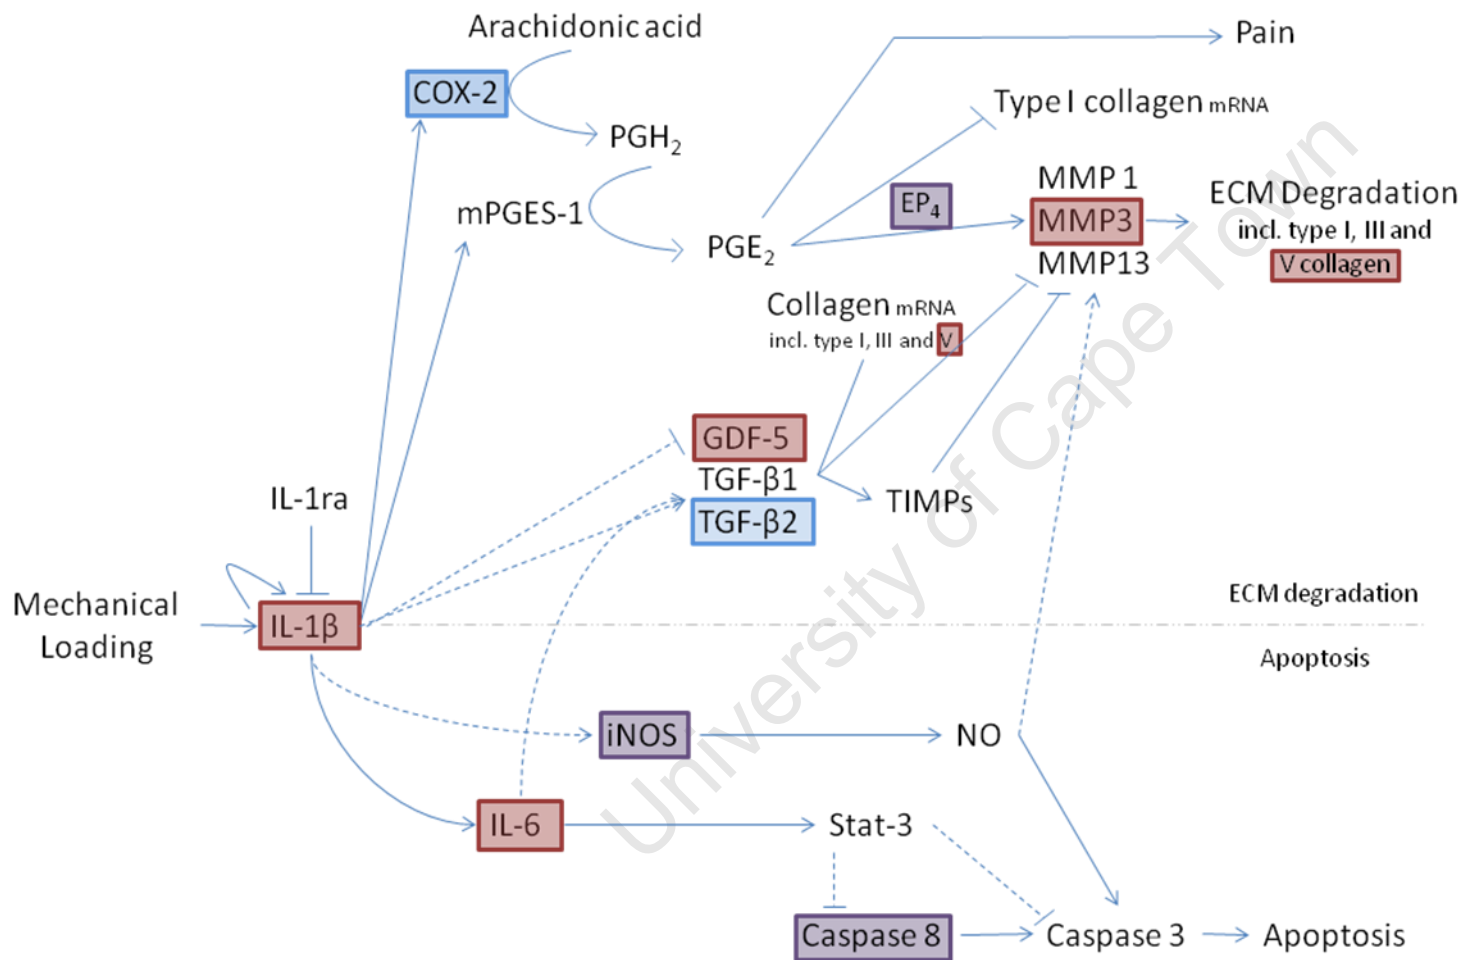 Arachidonic acid
Pain
COX-2
Type I collagen mRNA
PGH2
MMP 1
ECM Degradation
mPGES-1
EP4
MMP3
incl. type I, III and
PGE2
MMP13
V collagen
Collagen mRNA
incl. type I, III and V
GDF-5
TGF-β1
IL-1ra
TIMPs
TGF-β2
Mechanical
Loading
IL-1β
ECM degradation
Apoptosis
iNOS
NO
IL-6
Stat-3
Caspase 8
Caspase 3
Apoptosis
University of Cape Town